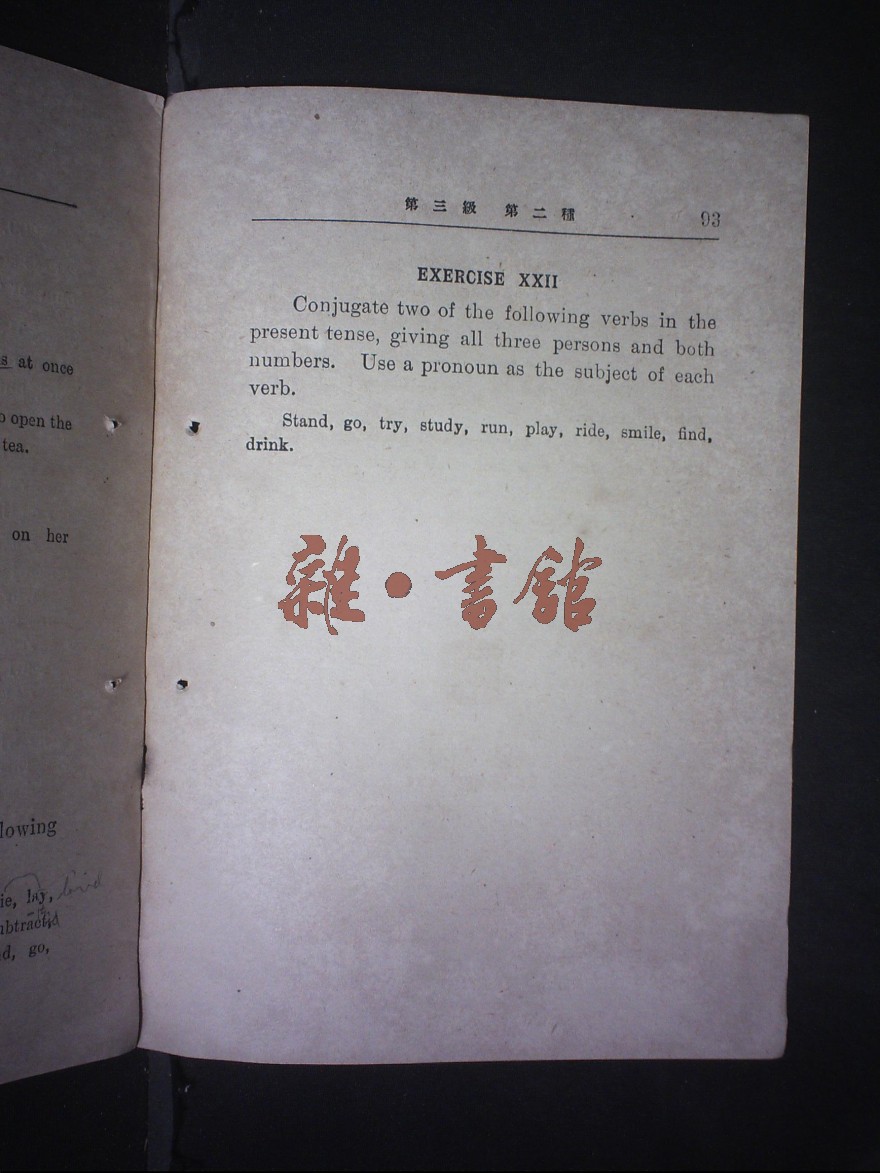 s at once
open the
tea.
on her
lowing
ie, lay,
btract,
d, go,
第三級 第二種 93
EXERCISE XXII
Conjugate two of the following verbs in the
present tense, giving all three persons and both
numbers. Use a pronoun as the subject of each
verb.
Stand, go, try, study, run, play, ride, smile, find,
drink.
雜·書館